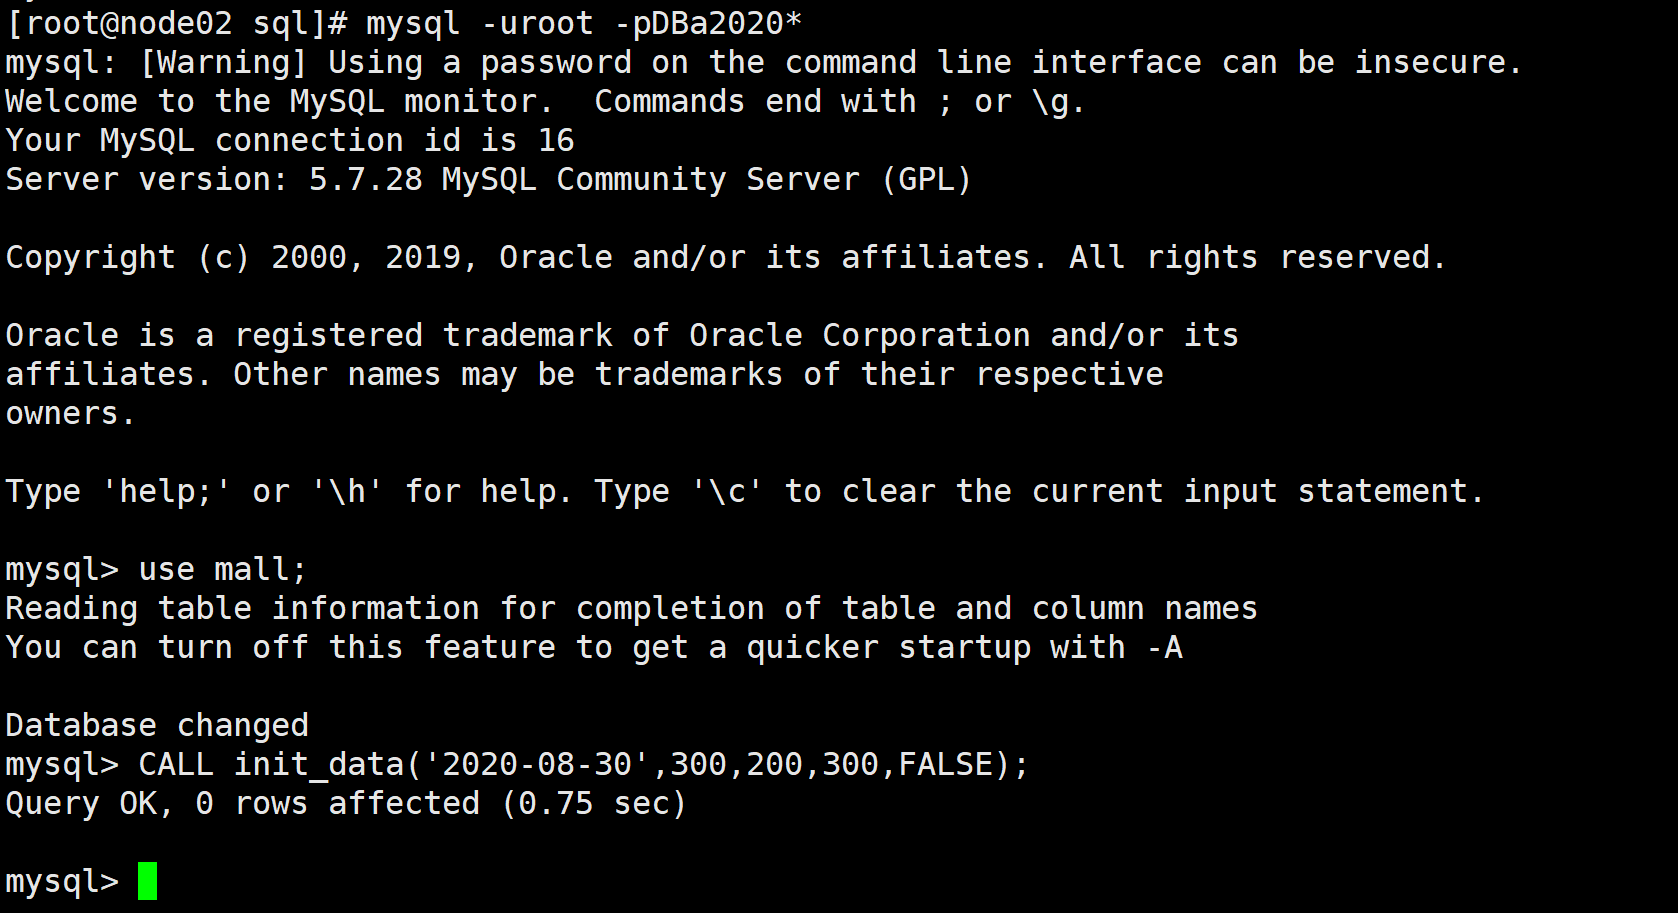 [root@node02 sql]# mysql -uroot -pDBa2020*
mysql: [Warning] Using a password on the command line interface can be insecure.
Welcome to the MySQL monitor.  Commands end with ; or \g.
Your MySQL connection id is 16
Server version: 5.7.28 MySQL Community Server (GPL)

Copyright (c) 2000, 2019, Oracle and/or its affiliates. All rights reserved.

Oracle is a registered trademark of Oracle Corporation and/or its
affiliates. Other names may be trademarks of their respective
owners.

Type 'help;' or '\h' for help. Type '\c' to clear the current input statement.

mysql> use mall;
Reading table information for completion of table and column names
You can turn off this feature to get a quicker startup with -A

Database changed
mysql> CALL init_data('2020-08-30',300,200,300,FALSE);
Query OK, 0 rows affected (0.75 sec)

mysql>